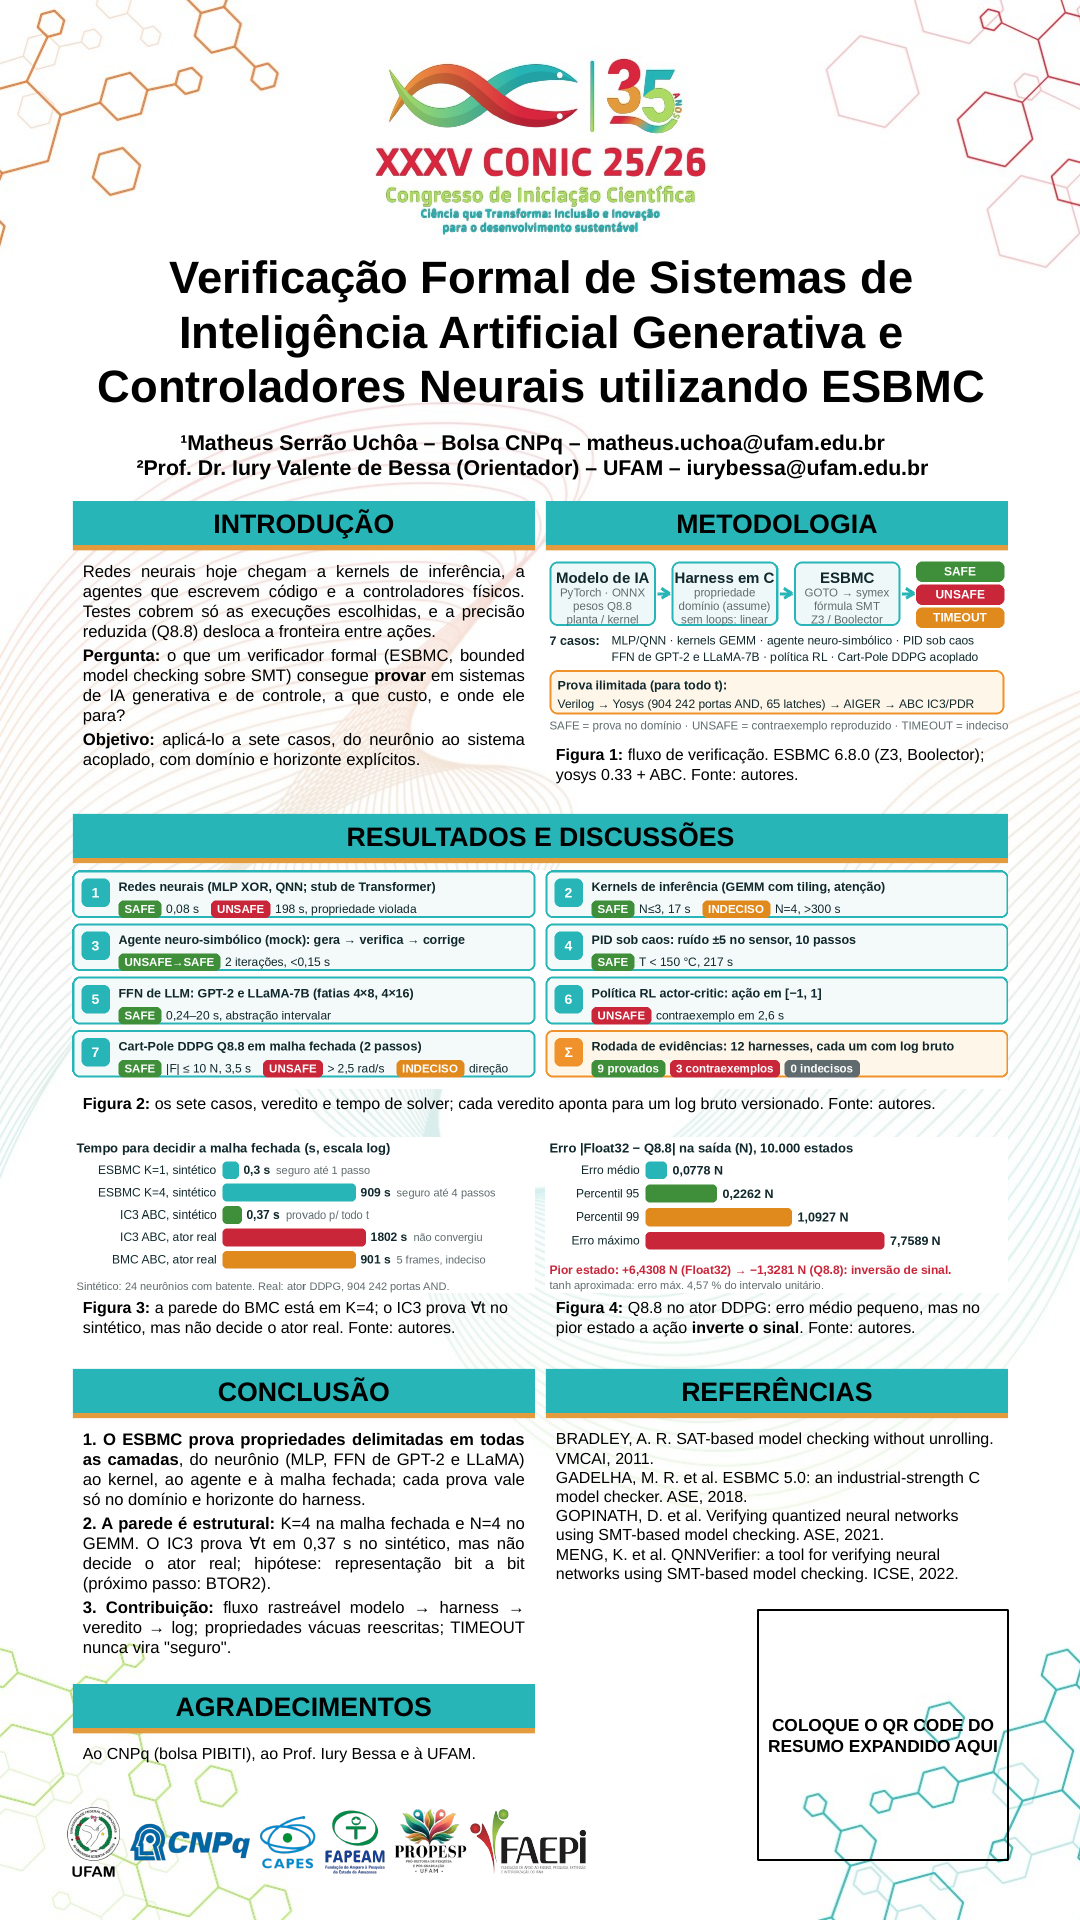 35
ANOS
XXXV CONIC 25/26
Congresso de Iniciação Científica
Ciência que Transforma: Inclusão e Inovação
para o desenvolvimento sustentável
Verificação Formal de Sistemas de
Inteligência Artificial Generativa e
Controladores Neurais utilizando ESBMC
¹Matheus Serrão Uchôa – Bolsa CNPq – matheus.uchoa@ufam.edu.br
²Prof. Dr. Iury Valente de Bessa (Orientador) – UFAM – iurybessa@ufam.edu.br
INTRODUÇÃO
Redes neurais hoje chegam a kernels de inferência, a
agentes que escrevem código e a controladores físicos.
Testes cobrem só as execuções escolhidas, e a precisão
reduzida (Q8.8) desloca a fronteira entre ações.
Pergunta: o que um verificador formal (ESBMC, bounded
model checking sobre SMT) consegue provar em sistemas
de IA generativa e de controle, a que custo, e onde ele
para?
Objetivo: aplicá-lo a sete casos, do neurônio ao sistema
acoplado, com domínio e horizonte explícitos.
METODOLOGIA
Modelo de IA
PyTorch · ONNX
pesos Q8.8
planta / kernel
Harness em C
propriedade
domínio (assume)
sem loops: linear
ESBMC
GOTO → symex
fórmula SMT
Z3 / Boolector
SAFE
UNSAFE
TIMEOUT
7 casos: MLP/QNN · kernels GEMM · agente neuro-simbólico · PID sob caos
FFN de GPT-2 e LLaMA-7B · política RL · Cart-Pole DDPG acoplado
Prova ilimitada (para todo t):
Verilog → Yosys (904 242 portas AND, 65 latches) → AIGER → ABC IC3/PDR
SAFE = prova no domínio · UNSAFE = contraexemplo reproduzido · TIMEOUT = indeciso
Figura 1: fluxo de verificação. ESBMC 6.8.0 (Z3, Boolector);
yosys 0.33 + ABC. Fonte: autores.
RESULTADOS E DISCUSSÕES
1 Redes neurais (MLP XOR, QNN; stub de Transformer)
SAFE 0,08 s UNSAFE 198 s, propriedade violada
2 Kernels de inferência (GEMM com tiling, atenção)
SAFE N≤3, 17 s INDECISO N=4, >300 s
3 Agente neuro-simbólico (mock): gera → verifica → corrige
UNSAFE→SAFE 2 iterações, <0,15 s
4 PID sob caos: ruído ±5 no sensor, 10 passos
SAFE T < 150 °C, 217 s
5 FFN de LLM: GPT-2 e LLaMA-7B (fatias 4×8, 4×16)
SAFE 0,24–20 s, abstração intervalar
6 Política RL actor-critic: ação em [−1, 1]
UNSAFE contraexemplo em 2,6 s
7 Cart-Pole DDPG Q8.8 em malha fechada (2 passos)
SAFE |F| ≤ 10 N, 3,5 s UNSAFE > 2,5 rad/s INDECISO direção
Σ Rodada de evidências: 12 harnesses, cada um com log bruto
9 provados 3 contraexemplos 0 indecisos
Figura 2: os sete casos, veredito e tempo de solver; cada veredito aponta para um log bruto versionado. Fonte: autores.
Tempo para decidir a malha fechada (s, escala log)
ESBMC K=1, sintético 0,3 s seguro até 1 passo
ESBMC K=4, sintético 909 s seguro até 4 passos
IC3 ABC, sintético 0,37 s provado p/ todo t
IC3 ABC, ator real 1802 s não convergiu
BMC ABC, ator real 901 s 5 frames, indeciso
Sintético: 24 neurônios com batente. Real: ator DDPG, 904 242 portas AND.
Figura 3: a parede do BMC está em K=4; o IC3 prova ∀t no
sintético, mas não decide o ator real. Fonte: autores.
Erro |Float32 − Q8.8| na saída (N), 10.000 estados
Erro médio 0,0778 N
Percentil 95 0,2262 N
Percentil 99 1,0927 N
Erro máximo 7,7589 N
Pior estado: +6,4308 N (Float32) → −1,3281 N (Q8.8): inversão de sinal.
tanh aproximada: erro máx. 4,57 % do intervalo unitário.
Figura 4: Q8.8 no ator DDPG: erro médio pequeno, mas no
pior estado a ação inverte o sinal. Fonte: autores.
CONCLUSÃO
1. O ESBMC prova propriedades delimitadas em todas
as camadas, do neurônio (MLP, FFN de GPT-2 e LLaMA)
ao kernel, ao agente e à malha fechada; cada prova vale
só no domínio e horizonte do harness.
2. A parede é estrutural: K=4 na malha fechada e N=4 no
GEMM. O IC3 prova ∀t em 0,37 s no sintético, mas não
decide o ator real; hipótese: representação bit a bit
(próximo passo: BTOR2).
3. Contribuição: fluxo rastreável modelo → harness →
veredito → log; propriedades vácuas reescritas; TIMEOUT
nunca vira "seguro".
REFERÊNCIAS
BRADLEY, A. R. SAT-based model checking without unrolling.
VMCAI, 2011.
GADELHA, M. R. et al. ESBMC 5.0: an industrial-strength C
model checker. ASE, 2018.
GOPINATH, D. et al. Verifying quantized neural networks
using SMT-based model checking. ASE, 2021.
MENG, K. et al. QNNVerifier: a tool for verifying neural
networks using SMT-based model checking. ICSE, 2022.
COLOQUE O QR CODE DO
RESUMO EXPANDIDO AQUI
AGRADECIMENTOS
Ao CNPq (bolsa PIBITI), ao Prof. Iury Bessa e à UFAM.
UFAM
CNPq
CAPES
FAPEAM
Fundação de Amparo à Pesquisa
do Estado do Amazonas
PROPESP
- UFAM -
FAEPI